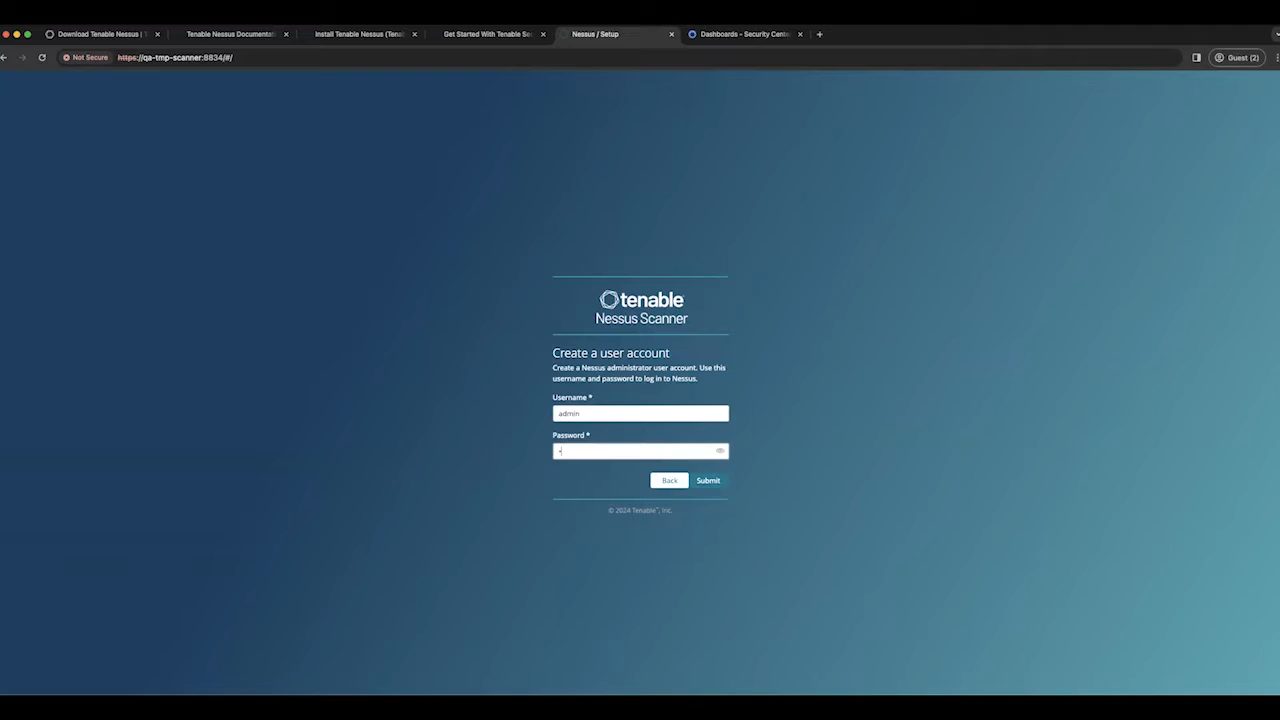 Download Tenable Nessus |
Tenable Nessus Documentati
Install Tenable Nessus (Tenab
Get Started With Tenable Se
Nessus / Setup
Dashboards - Security Cente
Not Secure
https://qa-tmp-scanner:8834/#/
Guest (2)
tenable
Nessus Scanner
Create a user account
Create a Nessus administrator user account. Use this
username and password to log in to Nessus.
Username *
admin
Password *
Back
Submit
© 2024 Tenable™, Inc.